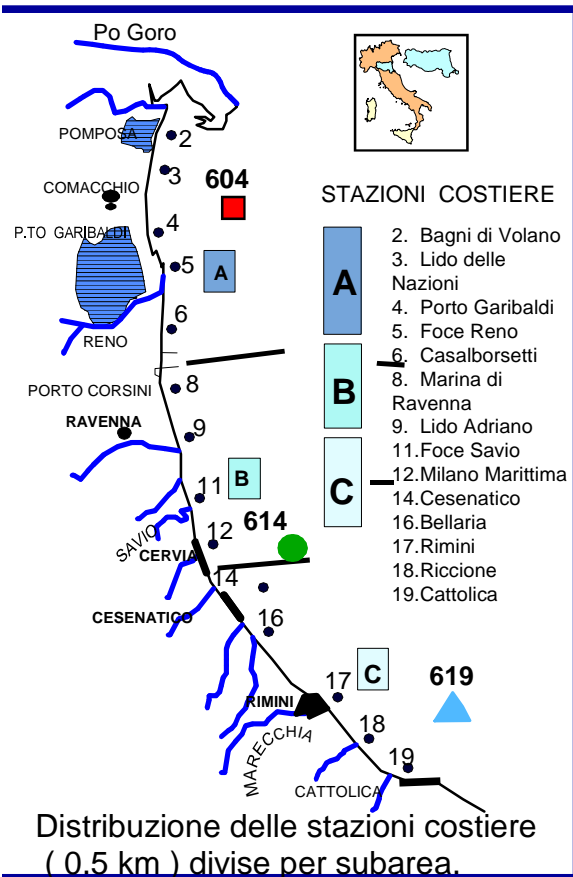 Po Goro
POMPOSA
2
3
COMACCHIO
604
P.TO GARIBALDI
4
5
A
6
RENO
PORTO CORSINI
8
RAVENNA
9
11
B
SAVIO
12
614
CERVIA
14
CESENATICO
16
17
C
619
RIMINI
MARECCHIA
18
19
CATTOLICA
STAZIONI COSTIERE
A
B
C
2. Bagni di Volano
3. Lido delle
Nazioni
4. Porto Garibaldi
5. Foce Reno
6. Casalborsetti
8. Marina di
Ravenna
9. Lido Adriano
11.Foce Savio
12.Milano Marittima
14.Cesenatico
16.Bellaria
17.Rimini
18.Riccione
19.Cattolica
Distribuzione delle stazioni costiere
( 0.5 km ) divise per subarea.